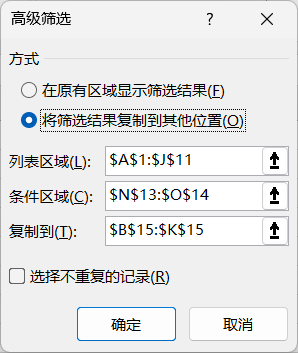 高级筛选
?
方式
在原有区域显示筛选结果(F)
将筛选结果复制到其他位置(O)
列表区域(L): $A$1:$J$11
条件区域(C): $N$13:$O$14
复制到(T): $B$15:$K$15
选择不重复的记录(R)
确定 取消